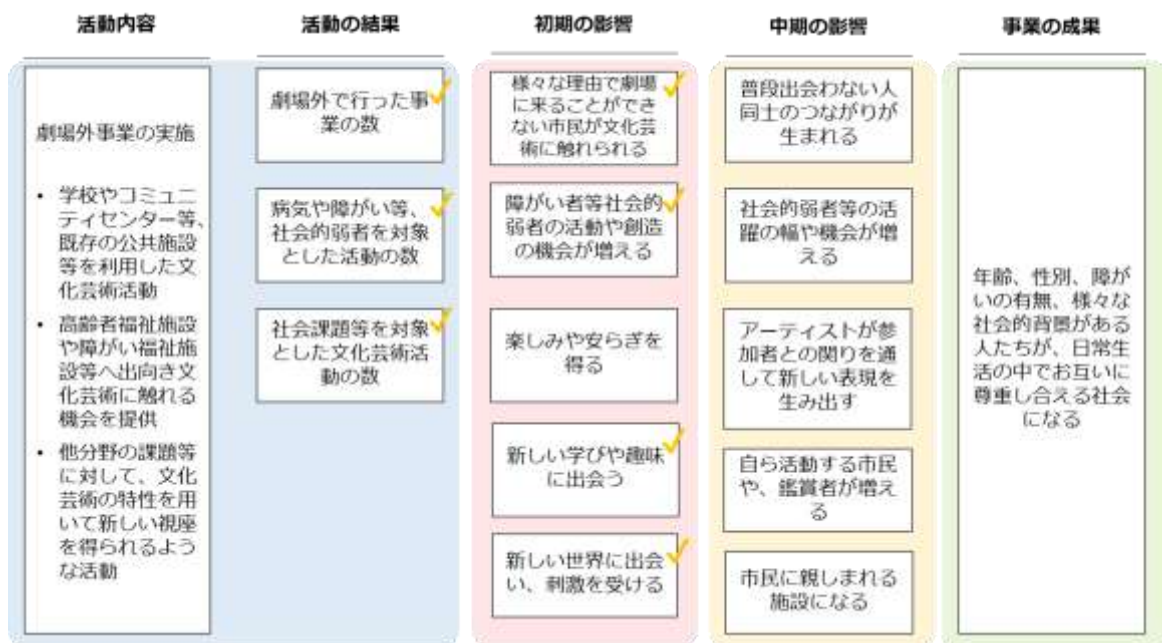 活動内容
活動の結果
初期の影響
中期の影響
事業の成果
劇場外事業の実施
• 学校やコミュニ
ティセンター等、
既存の公共施設
等を利用した文
化芸術活動
• 高齢者福祉施設
や障がい福祉施
設等へ出向き文
化芸術に触れる
機会を提供
• 他分野の課題等
に対して、文化
芸術の特性を用
いて新しい視座
を得られるよう
な活動
劇場外で行った事
業の数
病気や障がい等、
社会的弱者を対象
とした活動の数
社会課題等を対象
とした文化芸術活
動の数
様々な理由で劇場
に来ることができ
ない市民が文化芸
術に触れられる
障がい者等社会的
弱者の活動や創造
の機会が増える
楽しみや安らぎを
得る
新しい学びや趣味
に出会う
新しい世界に出会
い、刺激を受ける
普段出会わない人
同士のつながりが
生まれる
社会的弱者等の活
躍の幅や機会が増
える
アーティストが参
加者との関りを通
して新しい表現を
生み出す
自ら活動する市民
や、鑑賞者が増え
る
市民に親しまれる
施設になる
年齢、性別、障が
いの有無、様々な
社会的背景がある
人たちが、日常生
活の中でお互いに
尊重し合える社会
になる